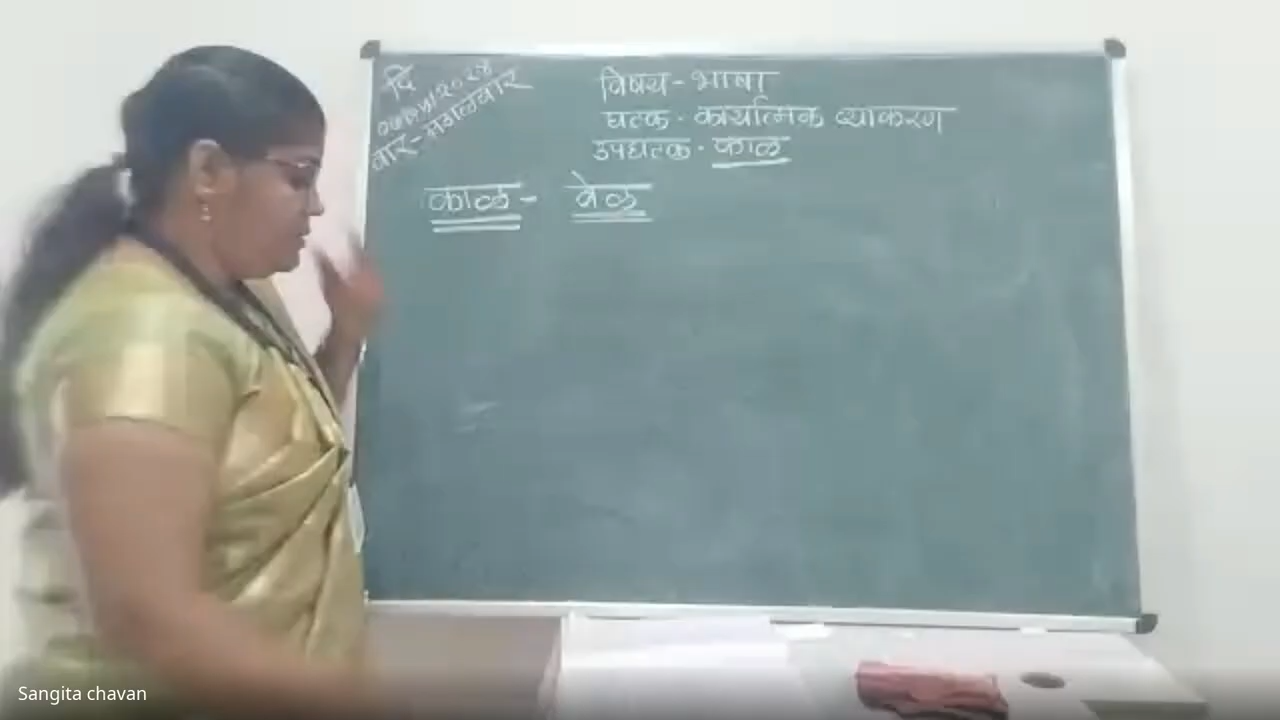 दि
वार-मंगळवार
विषय-भाषा
घटक-कार्यात्मक व्याकरण
उपघटक-काळ
काळ- वेळ
Sangita chavan